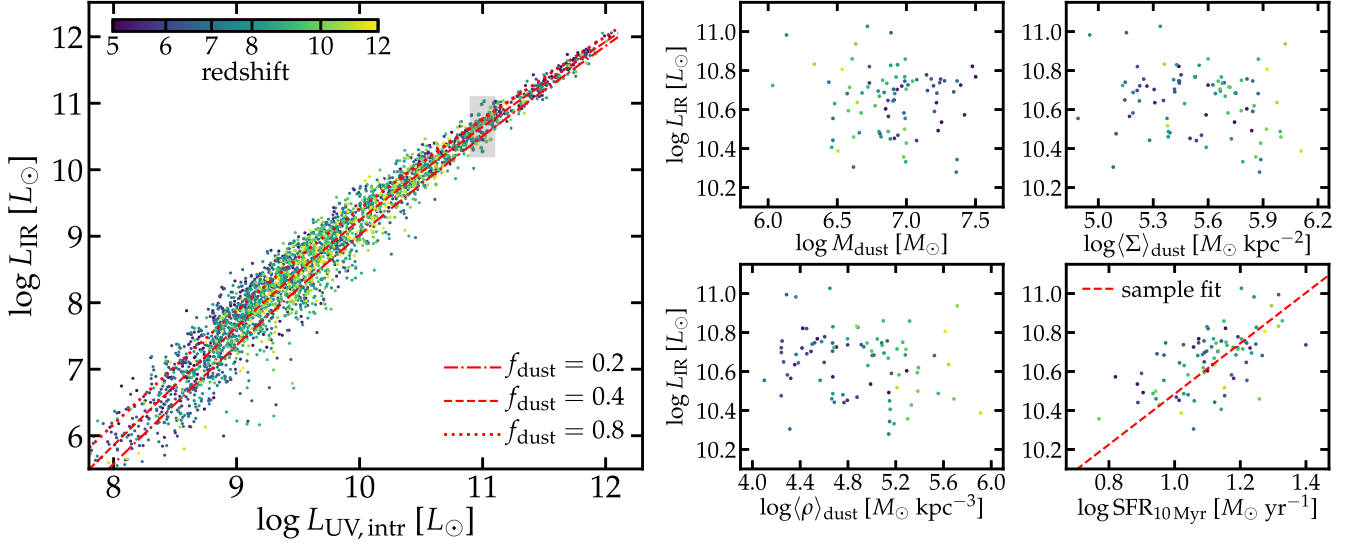 12
11
10
9
8
7
6
log L_IR [L_⊙]
5 6 7 8 10 12
redshift
f_dust = 0.2
f_dust = 0.4
f_dust = 0.8
8 9 10 11 12
log L_UV, intr [L_⊙]
11.0
10.8
10.6
10.4
10.2
log L_IR [L_⊙]
6.0 6.5 7.0 7.5
log M_dust [M_⊙]
11.0
10.8
10.6
10.4
10.2
5.0 5.3 5.6 5.9 6.2
log⟨Σ⟩_dust [M_⊙ kpc⁻²]
11.0
10.8
10.6
10.4
10.2
log L_IR [L_⊙]
4.0 4.4 4.8 5.2 5.6 6.0
log⟨ρ⟩_dust [M_⊙ kpc⁻³]
11.0
10.8
10.6
10.4
10.2
sample fit
0.8 1.0 1.2 1.4
log SFR_10 Myr [M_⊙ yr⁻¹]